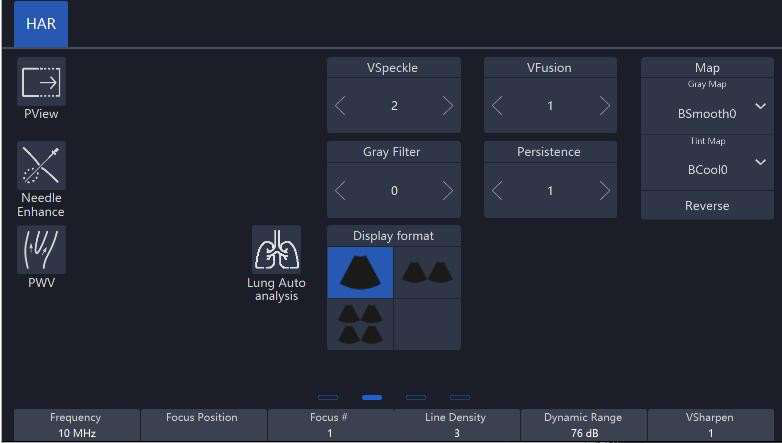 HAR
PView
VSpeckle
2
VFusion
1
Map
Gray Map
BSmooth0
Tint Map
BCool0
Reverse
Needle
Enhance
Gray Filter
0
Persistence
1
PWV
Lung Auto
analysis
Display format
Frequency
10 MHz
Focus Position
Focus #
1
Line Density
3
Dynamic Range
76 dB
VSharpen
1